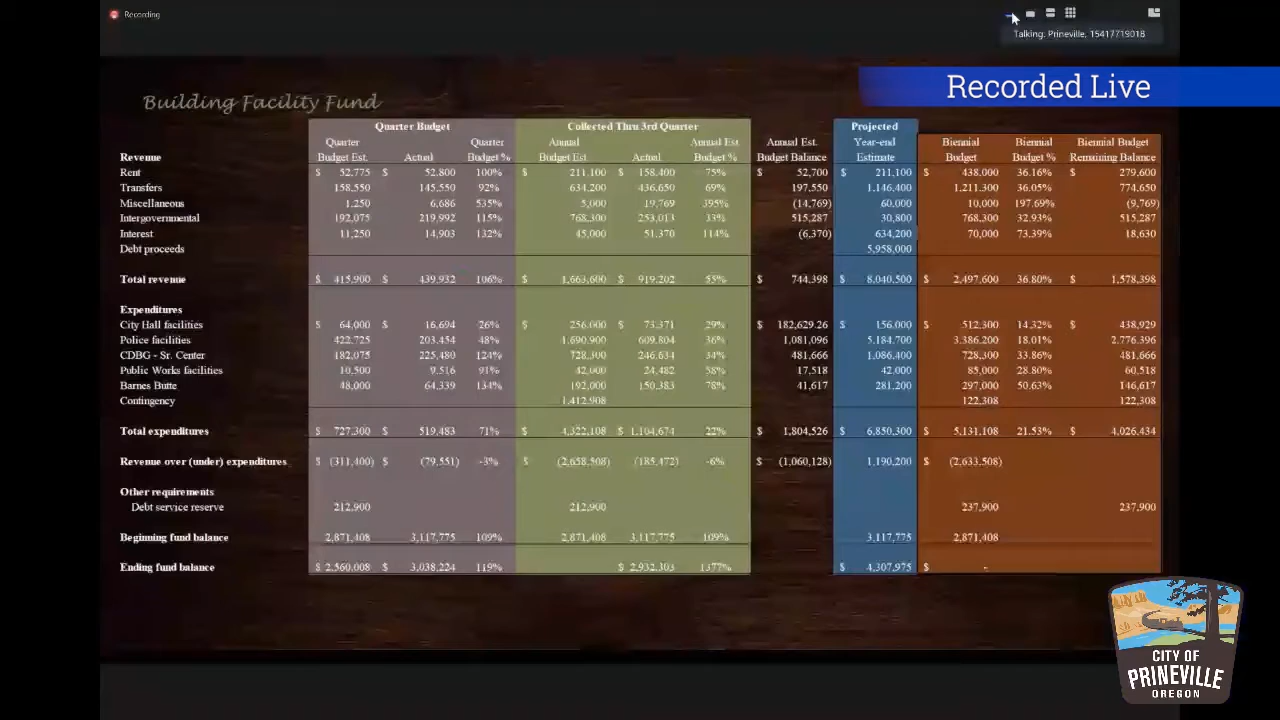 Recording
Talking: Prineville, 15417719018
Recorded Live
Building Facility Fund
Quarter Budget Collected Thru 3rd Quarter Projected
Quarter Quarter Annual Annual Est Annual Est. Year-end Biennial Biennial Biennial Budget
Revenue Budget Est. Actual Budget % Budget Est. Actual Budget % Budget Balance Estimate Budget Budget % Remaining Balance
Rent $ 52,775 $ 52,800 100% $ 211,100 $ 158,400 75% $ 52,700 $ 211,100 $ 438,000 36.16% $ 279,600
Transfers 158,550 145,550 92% 634,200 436,650 69% 197,550 1,146,400 1,211,300 36.05% 774,650
Miscellaneous 1,250 6,686 535% 5,000 19,769 395% (14,769) 60,000 10,000 197.69% (9,769)
Intergovernmental 192,075 219,992 115% 768,300 253,013 33% 515,287 30,800 768,300 32.93% 515,287
Interest 11,250 14,903 132% 45,000 51,370 114% (6,370) 634,200 70,000 73.39% 18,630
Debt proceeds 5,958,000
Total revenue $ 415,900 $ 439,932 106% $ 1,663,600 $ 919,202 55% $ 744,398 $ 8,040,500 $ 2,497,600 36.80% $ 1,578,398
Expenditures
City Hall facilities $ 64,000 $ 16,694 26% $ 256,000 $ 73,371 29% $ 182,629.26 $ 156,000 $ 512,300 14.32% $ 438,929
Police facilities 422,725 203,454 48% 1,690,900 609,804 36% 1,081,096 5,184,700 3,386,200 18.01% 2,776,396
CDBG - Sr. Center 182,075 225,480 124% 728,300 246,634 34% 481,666 1,086,400 728,300 33.86% 481,666
Public Works facilities 10,500 9,516 91% 42,000 24,482 58% 17,518 42,000 85,000 28.80% 60,518
Barnes Butte 48,000 64,339 134% 192,000 150,383 78% 41,617 281,200 297,000 50.63% 146,617
Contingency 1,412,908 122,308 122,308
Total expenditures $ 727,300 $ 519,483 71% $ 4,322,108 $ 1,104,674 22% $ 1,804,526 $ 6,850,300 $ 5,131,108 21.53% $ 4,026,434
Revenue over (under) expenditures $ (311,400) $ (79,551) -3% $ (2,658,508) (185,472) -6% $ (1,060,128) 1,190,200 $ (2,633,508)
Other requirements
Debt service reserve 212,900 212,900 237,900 237,900
Beginning fund balance 2,871,408 3,117,775 109% 2,871,408 3,117,775 109% 3,117,775 2,871,408
Ending fund balance $ 2,560,008 $ 3,038,224 119% $ 2,932,303 1377% $ 4,307,975 $ -
CITY OF
PRINEVILLE
OREGON